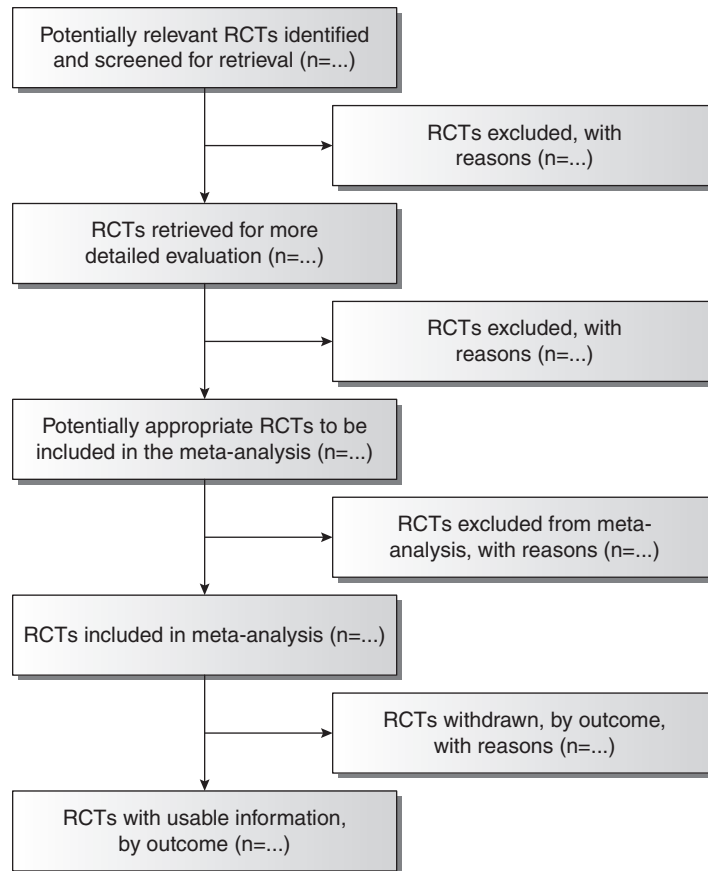 Potentially relevant RCTs identified
and screened for retrieval (n=...)
RCTs excluded, with
reasons (n=...)
RCTs retrieved for more
detailed evaluation (n=...)
RCTs excluded, with
reasons (n=...)
Potentially appropriate RCTs to be
included in the meta-analysis (n=...)
RCTs excluded from meta-
analysis, with reasons (n=...)
RCTs included in meta-analysis (n=...)
RCTs withdrawn, by outcome,
with reasons (n=...)
RCTs with usable information,
by outcome (n=...)